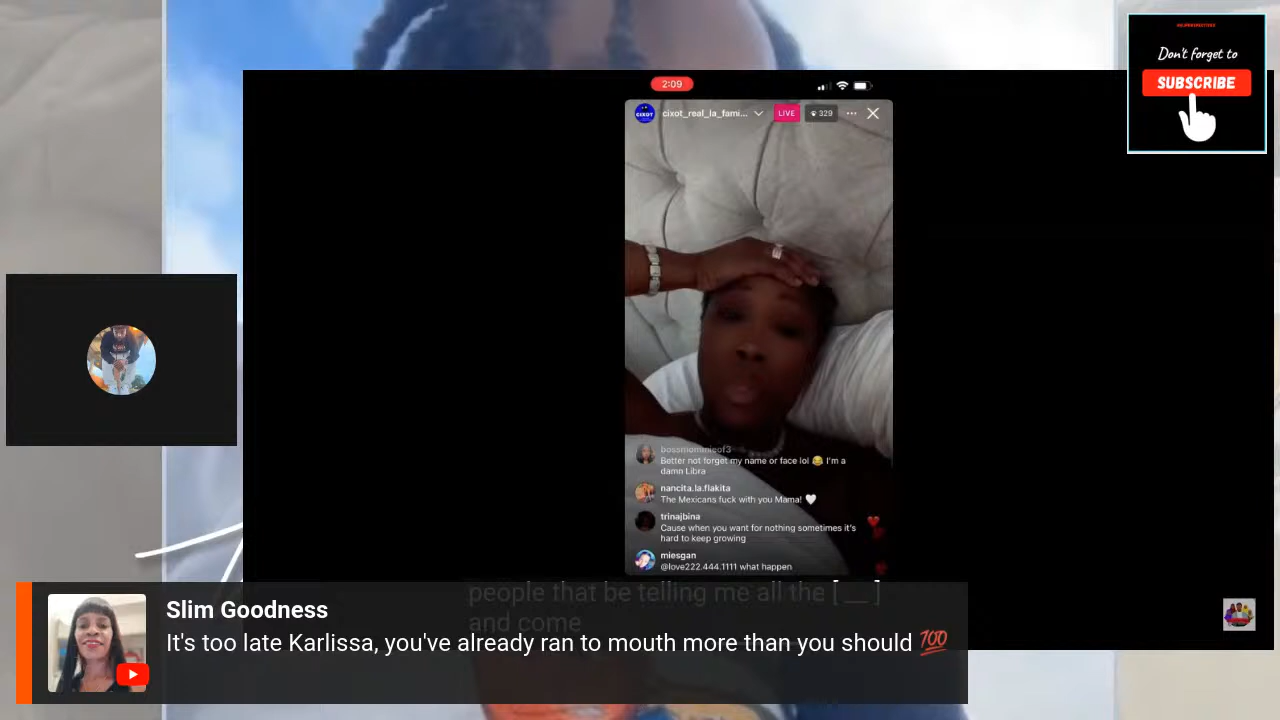 Don't forget to
SUBSCRIBE
2:09
CIXOT
cixot_real_la_fami...
LIVE
329
bossmommieof3
Better not forget my name or face lol 😂 I'm a
damn Libra
nancita.la.flakita
The Mexicans fuck with you Mama! 🤍
trinajbina
Cause when you want for nothing sometimes it's
hard to keep growing
miesgan
@love222.444.1111 what happen
people that be telling me all the [ __ ]
and come
Slim Goodness
It's too late Karlissa, you've already ran to mouth more than you should 💯